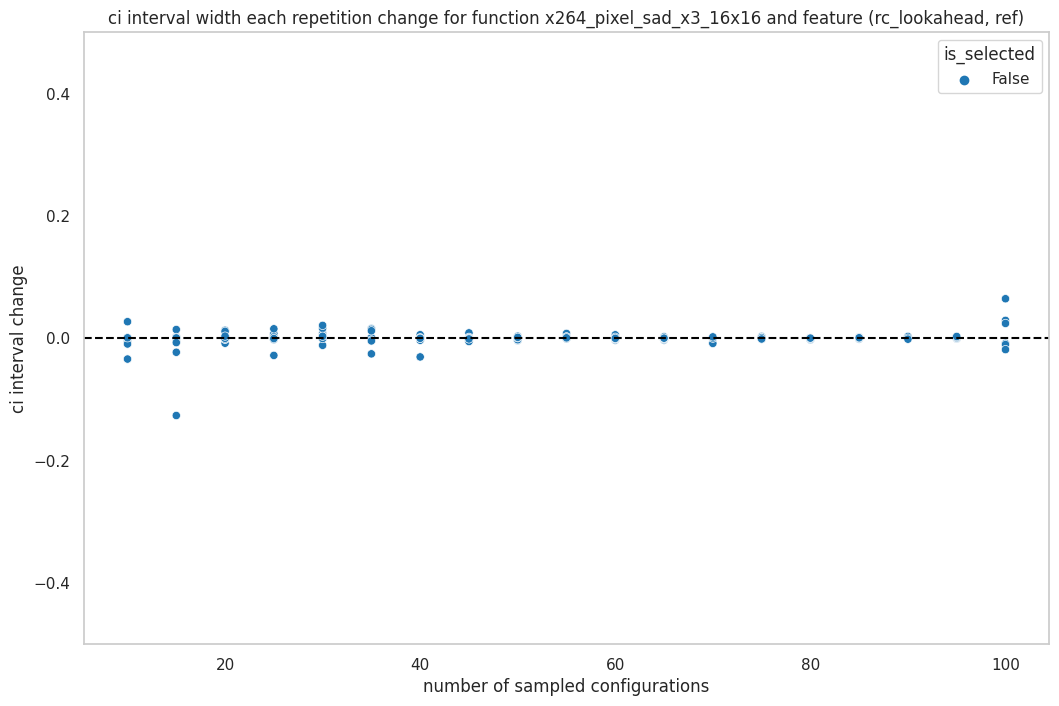 ci interval width each repetition change for function x264_pixel_sad_x3_16x16 and feature (rc_lookahead, ref)
is_selected
False
0.4
0.2
0.0
−0.2
−0.4
ci interval change
20
40
60
80
100
number of sampled configurations